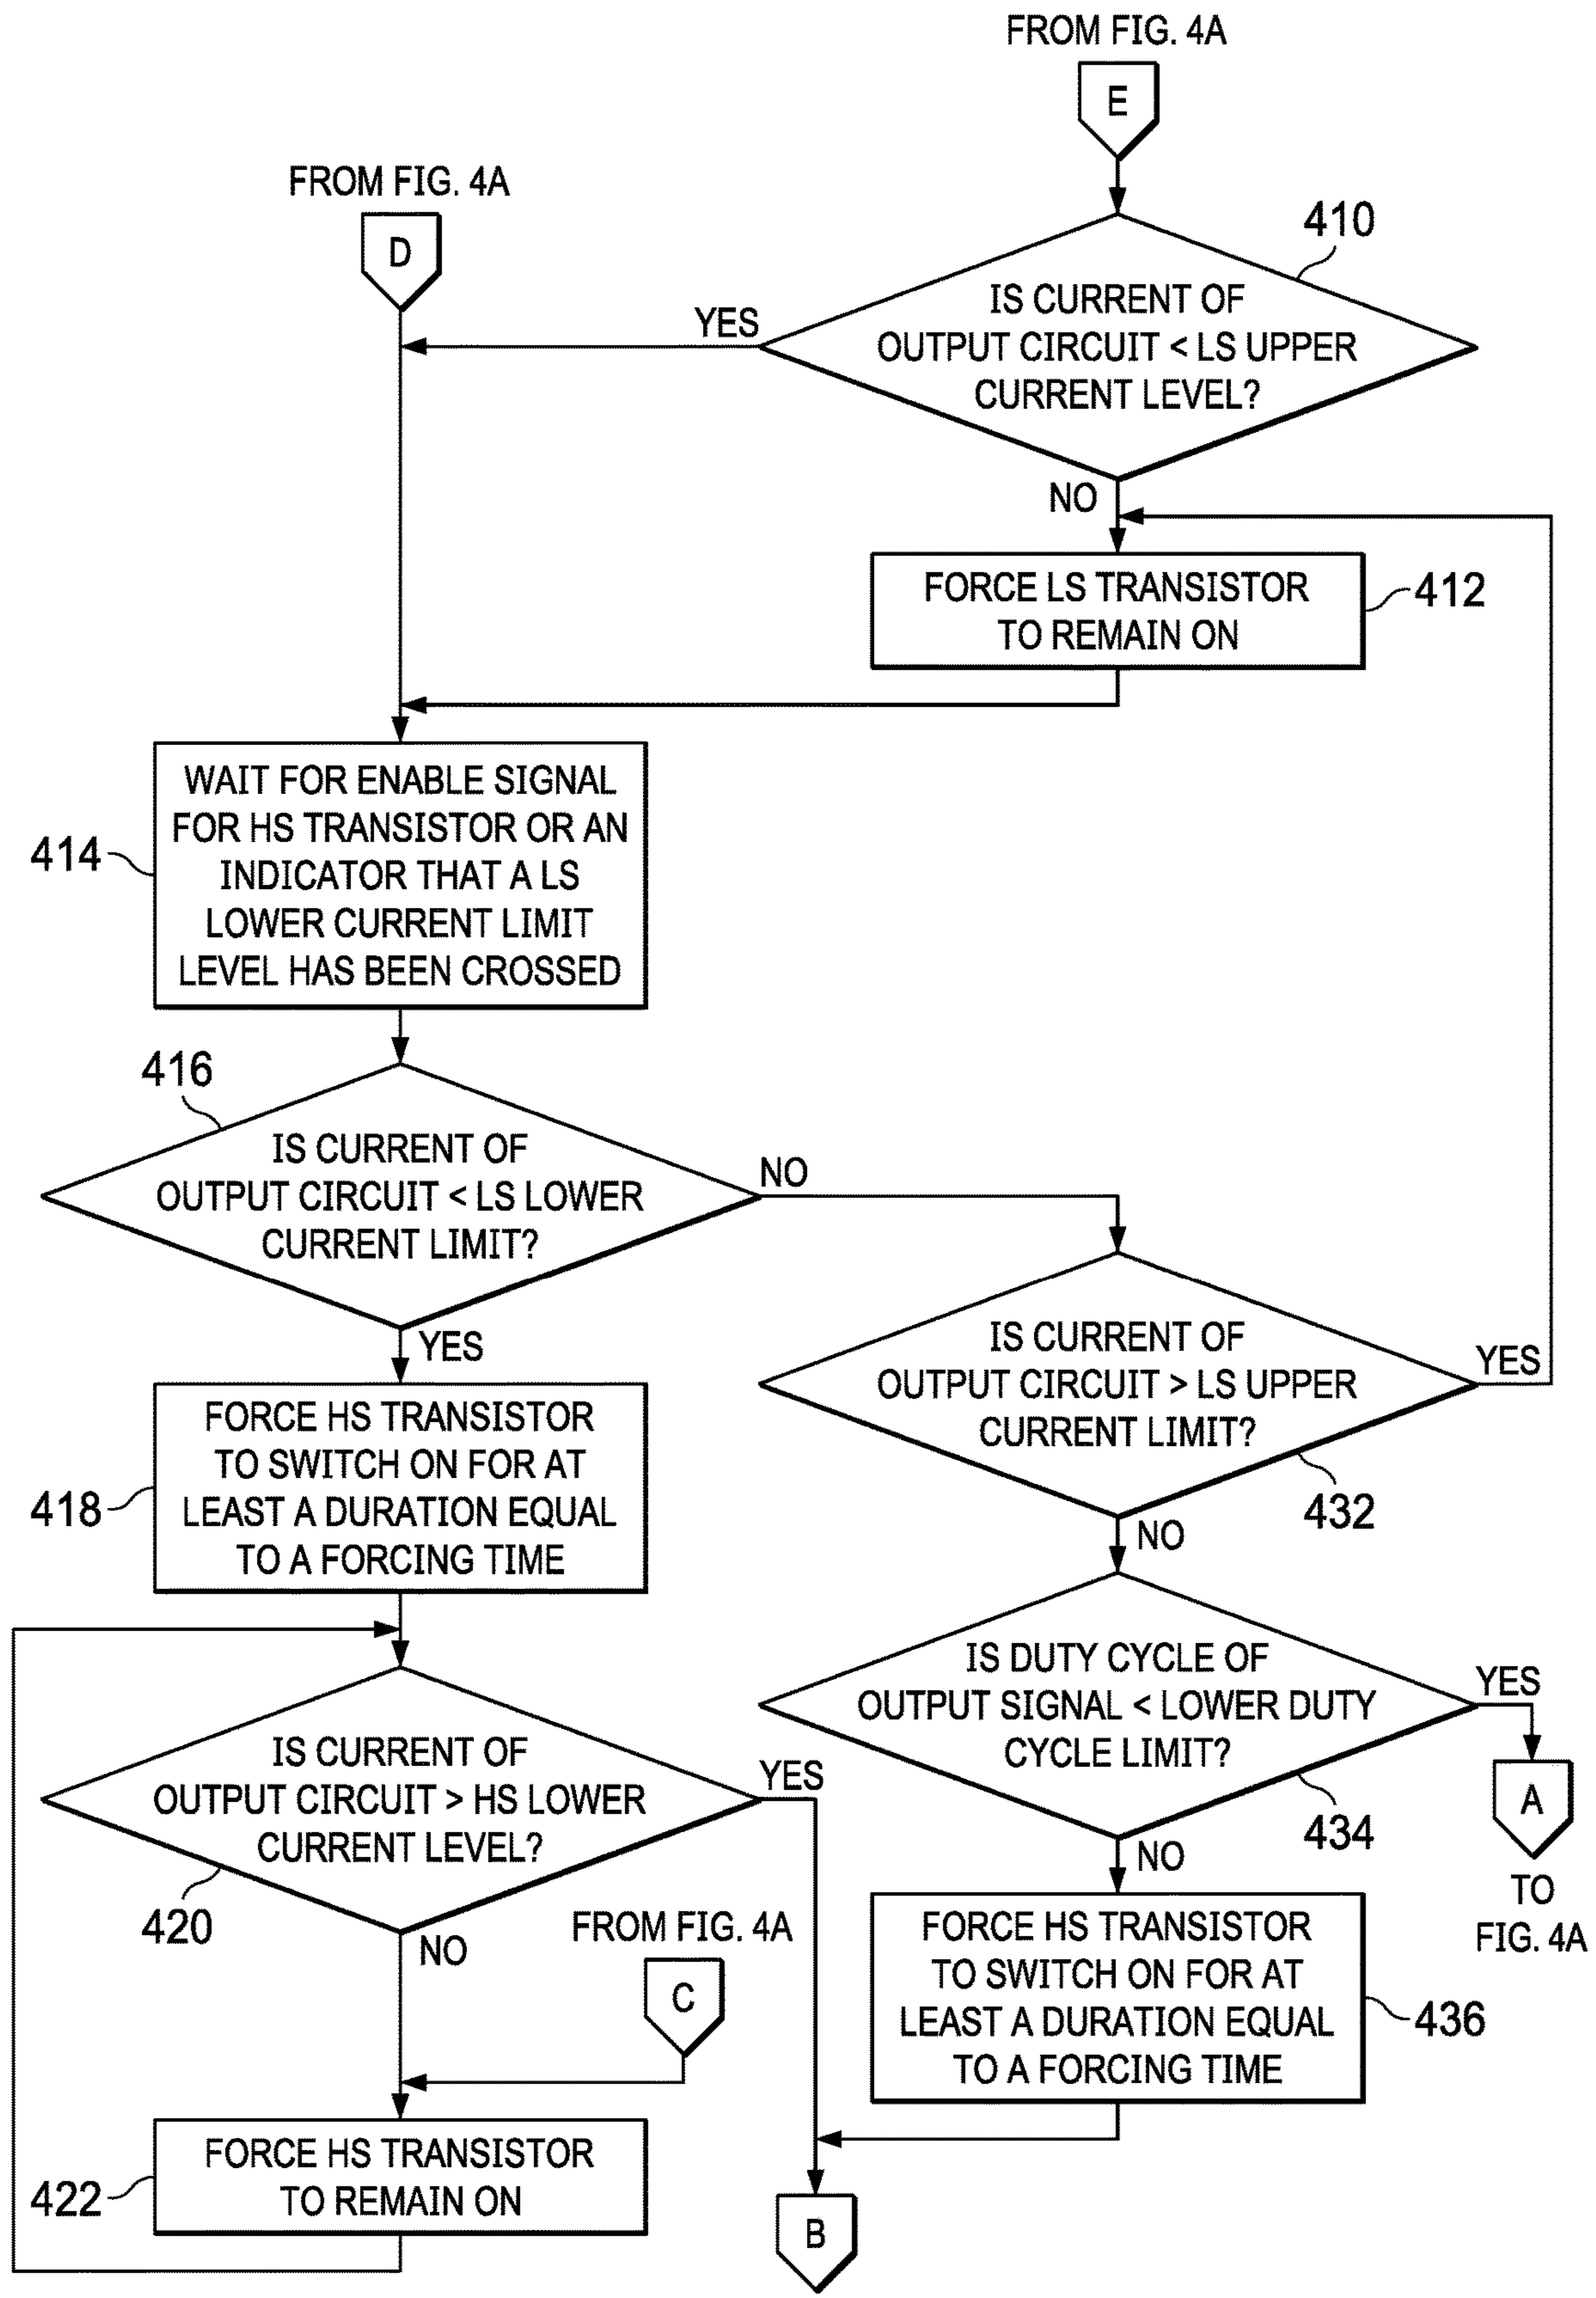 FROM FIG. 4A
E
FROM FIG. 4A
D
410
IS CURRENT OF
OUTPUT CIRCUIT < LS UPPER
CURRENT LEVEL?
YES
NO
FORCE LS TRANSISTOR
TO REMAIN ON
412
WAIT FOR ENABLE SIGNAL
FOR HS TRANSISTOR OR AN
INDICATOR THAT A LS
LOWER CURRENT LIMIT
LEVEL HAS BEEN CROSSED
414
416
IS CURRENT OF
OUTPUT CIRCUIT < LS LOWER
CURRENT LIMIT?
NO
YES
IS CURRENT OF
OUTPUT CIRCUIT > LS UPPER
CURRENT LIMIT?
YES
432
NO
FORCE HS TRANSISTOR
TO SWITCH ON FOR AT
LEAST A DURATION EQUAL
TO A FORCING TIME
418
IS DUTY CYCLE OF
OUTPUT SIGNAL < LOWER DUTY
CYCLE LIMIT?
YES
434
NO
A
TO
FIG. 4A
IS CURRENT OF
OUTPUT CIRCUIT > HS LOWER
CURRENT LEVEL?
YES
420
NO
FROM FIG. 4A
C
FORCE HS TRANSISTOR
TO SWITCH ON FOR AT
LEAST A DURATION EQUAL
TO A FORCING TIME
436
FORCE HS TRANSISTOR
TO REMAIN ON
422
B